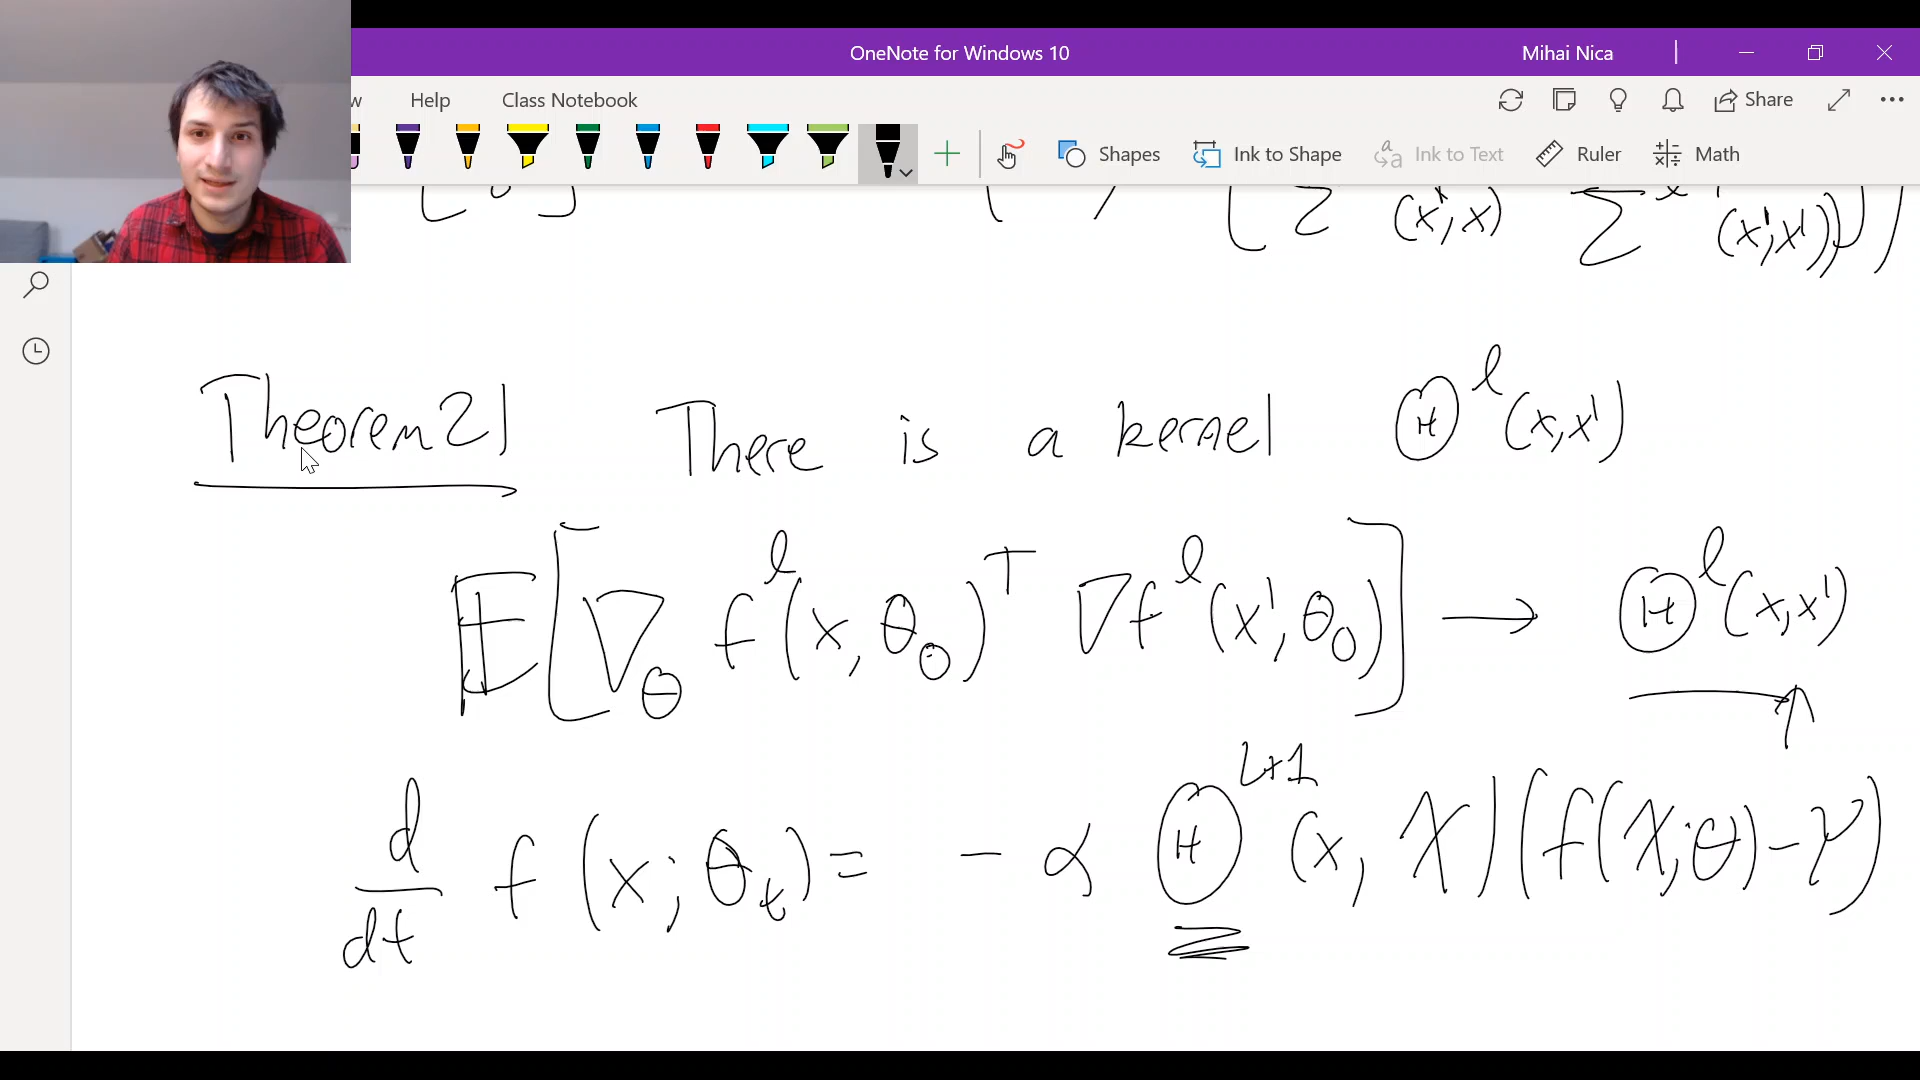 OneNote for Windows 10 Mihai Nica
w Help Class Notebook Share
Shapes Ink to Shape Ink to Text Ruler Math
(x', x) Σ (x', x')
Theorem 2] There is a kernel Θ^l(x,x')
E[∇_θ f^l(x,θ_0)^T ∇f^l(x',θ_0)] → Θ^l(x,x')
d/dt f(x;θ_t) = - α Θ^{L+1}(x, X)(f(X;θ)-Y)